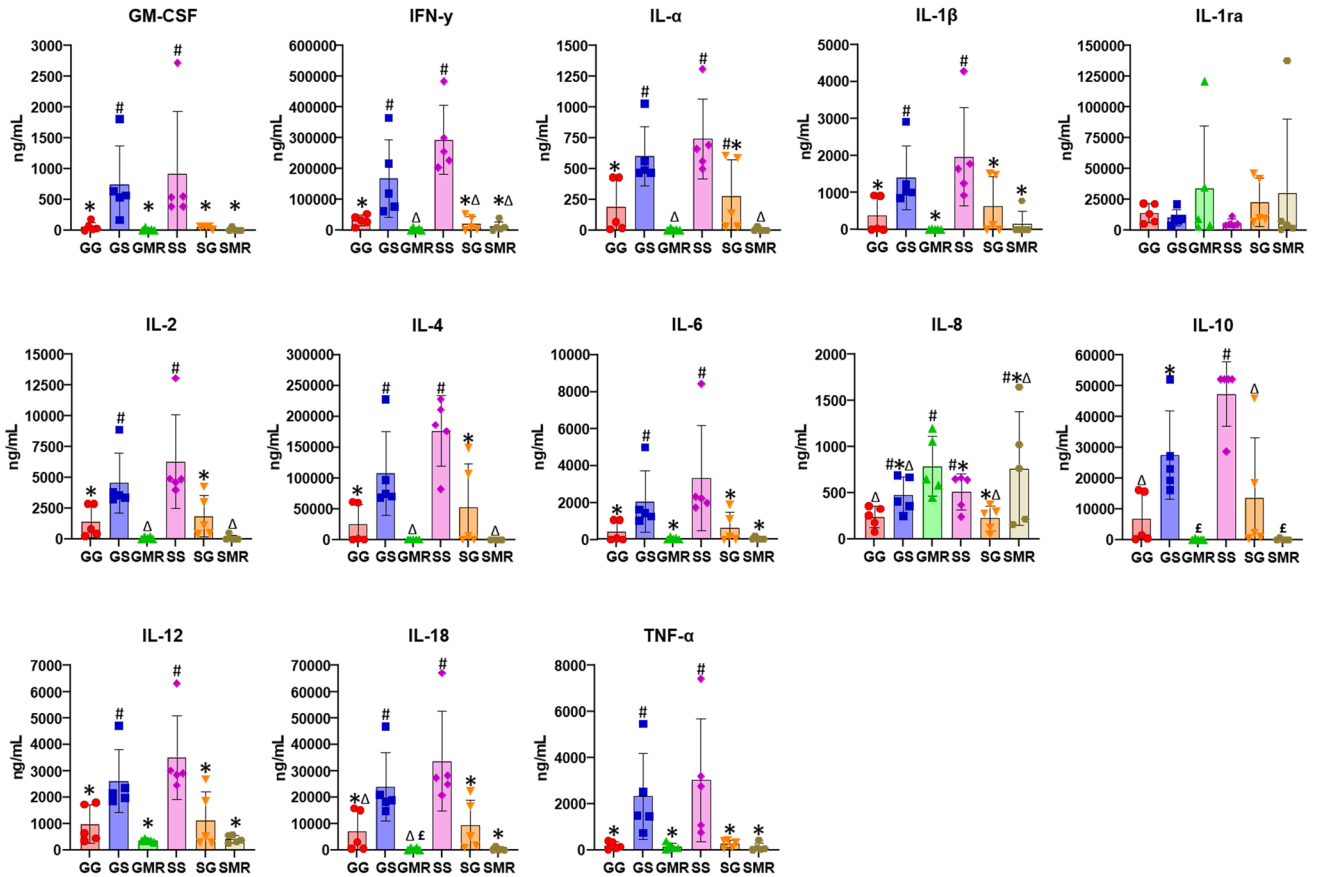 GM-CSF
ng/mL
3000
2500
2000
1500
1000
500
0
* # * # * *
GG GS GMR SS SG SMR
IFN-y
ng/mL
600000
500000
400000
300000
200000
100000
0
* # Δ # *Δ *Δ
GG GS GMR SS SG SMR
IL-α
ng/mL
1500
1250
1000
750
500
250
0
* # Δ # #* Δ
GG GS GMR SS SG SMR
IL-1β
ng/mL
5000
4000
3000
2000
1000
0
* # * # * *
GG GS GMR SS SG SMR
IL-1ra
ng/mL
150000
125000
100000
75000
50000
25000
0
GG GS GMR SS SG SMR
IL-2
ng/mL
15000
12500
10000
7500
5000
2500
0
* # Δ # * Δ
GG GS GMR SS SG SMR
IL-4
ng/mL
300000
250000
200000
150000
100000
50000
0
* # Δ # * Δ
GG GS GMR SS SG SMR
IL-6
ng/mL
10000
8000
6000
4000
2000
0
* # * # * *
GG GS GMR SS SG SMR
IL-8
ng/mL
2000
1500
1000
500
0
Δ #*Δ # #* *Δ #*Δ
GG GS GMR SS SG SMR
IL-10
ng/mL
60000
50000
40000
30000
20000
10000
0
Δ * £ # Δ £
GG GS GMR SS SG SMR
IL-12
ng/mL
7000
6000
5000
4000
3000
2000
1000
0
* # * # * *
GG GS GMR SS SG SMR
IL-18
ng/mL
70000
60000
50000
40000
30000
20000
10000
0
*Δ # Δ £ # * *
GG GS GMR SS SG SMR
TNF-α
ng/mL
8000
6000
4000
2000
0
* # * # * *
GG GS GMR SS SG SMR